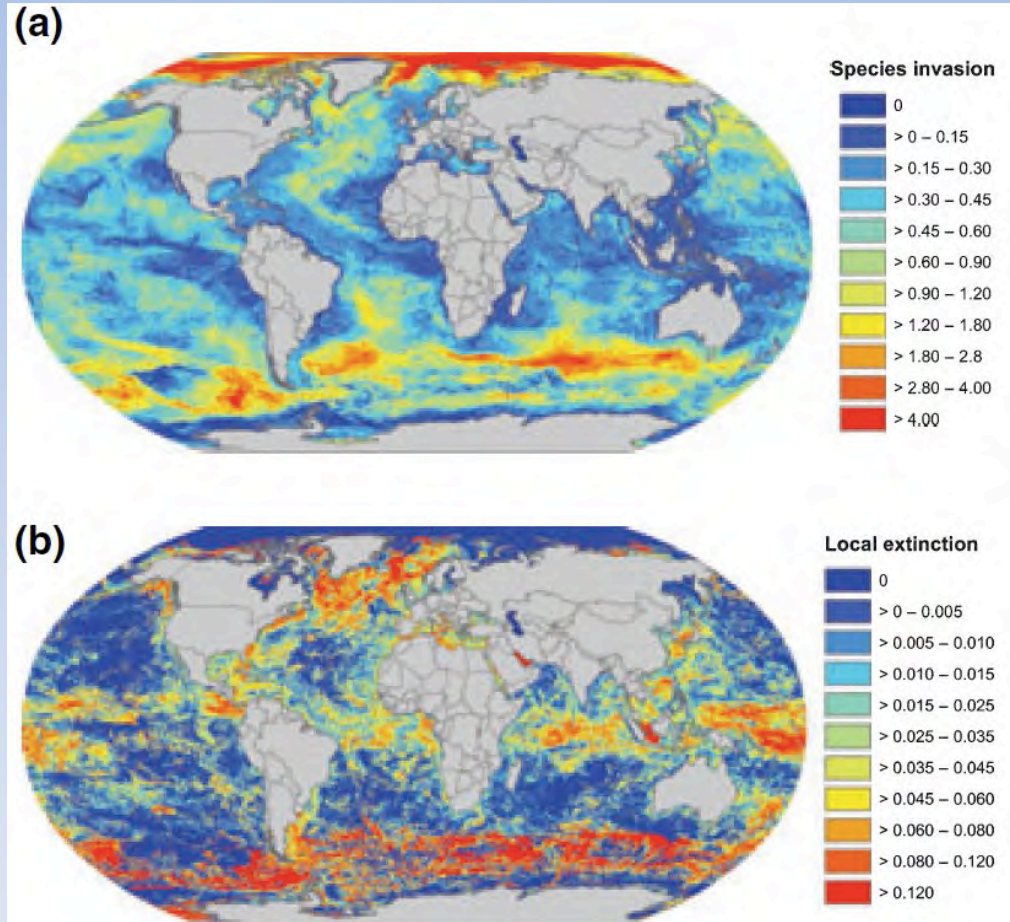 (a)
Species invasion
0
> 0 – 0.15
> 0.15 – 0.30
> 0.30 – 0.45
> 0.45 – 0.60
> 0.60 – 0.90
> 0.90 – 1.20
> 1.20 – 1.80
> 1.80 – 2.8
> 2.80 – 4.00
> 4.00
(b)
Local extinction
0
> 0 – 0.005
> 0.005 – 0.010
> 0.010 – 0.015
> 0.015 – 0.025
> 0.025 – 0.035
> 0.035 – 0.045
> 0.045 – 0.060
> 0.060 – 0.080
> 0.080 – 0.120
> 0.120